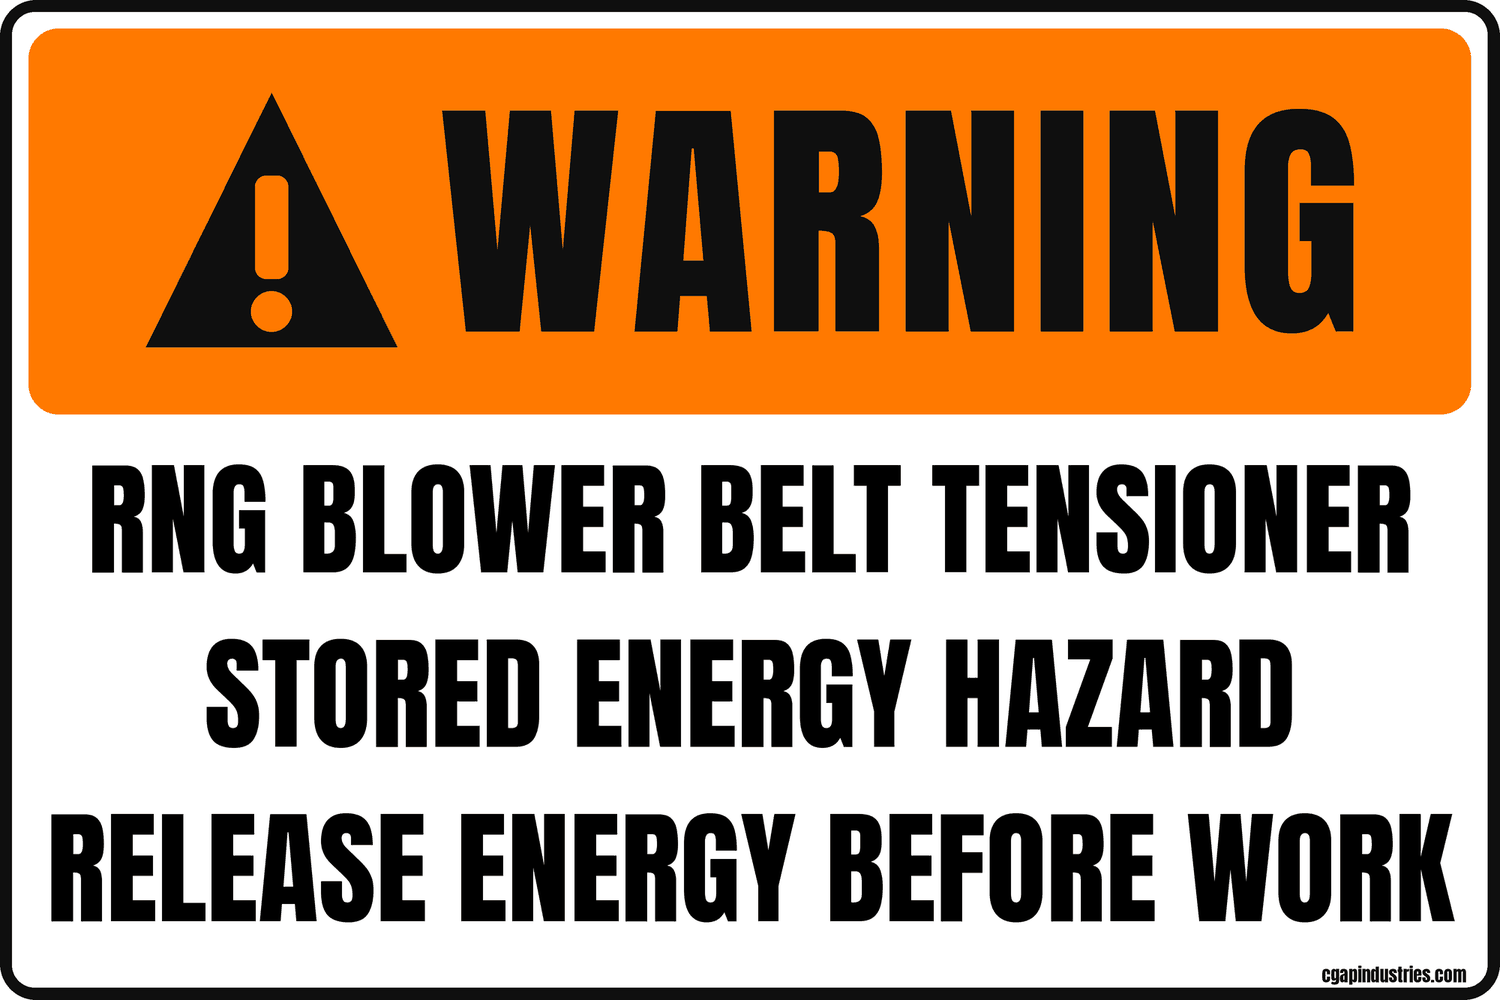 WARNING
RNG BLOWER BELT TENSIONER
STORED ENERGY HAZARD
RELEASE ENERGY BEFORE WORK
cgapindustries.com